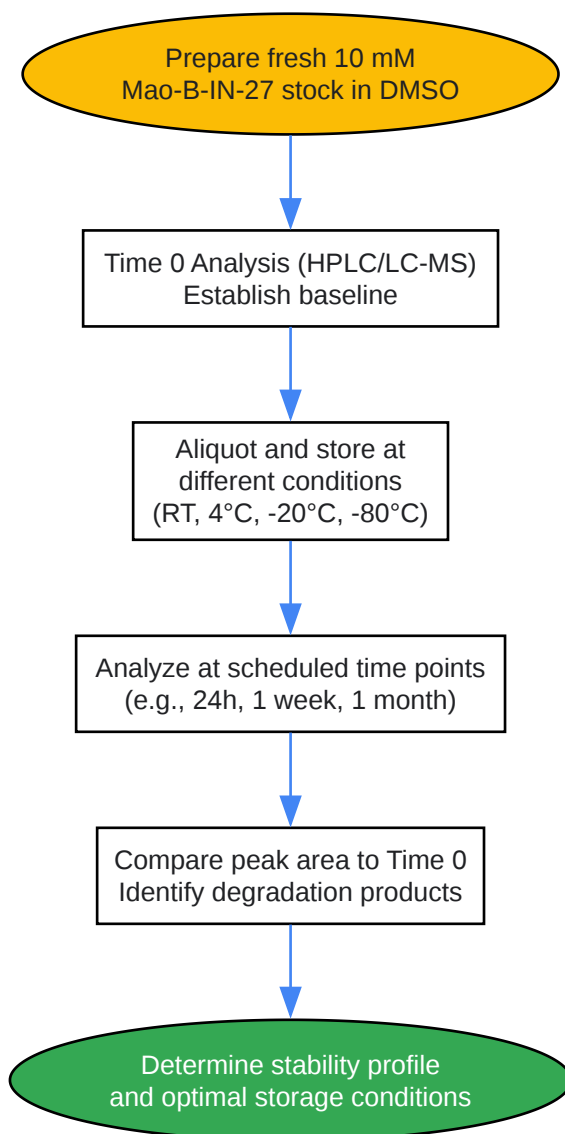 Prepare fresh 10 mM
Mao-B-IN-27 stock in DMSO
Time 0 Analysis (HPLC/LC-MS)
Establish baseline
Aliquot and store at
different conditions
(RT, 4°C, -20°C, -80°C)
Analyze at scheduled time points
(e.g., 24h, 1 week, 1 month)
Compare peak area to Time 0
Identify degradation products
Determine stability profile
and optimal storage conditions